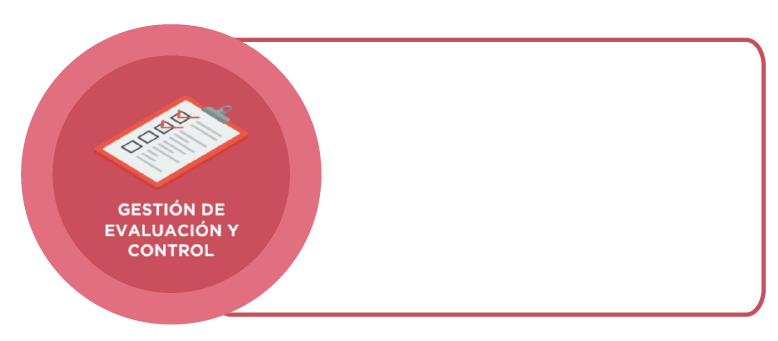 GESTIÓN DE
EVALUACIÓN Y
CONTROL